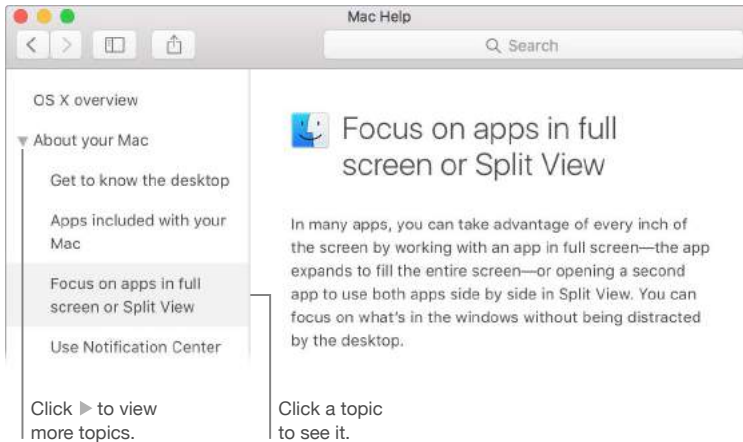 Mac Help
Search
OS X overview
About your Mac
Get to know the desktop
Apps included with your
Mac
Focus on apps in full
screen or Split View
Use Notification Center
Focus on apps in full
screen or Split View
In many apps, you can take advantage of every inch of
the screen by working with an app in full screen—the app
expands to fill the entire screen—or opening a second
app to use both apps side by side in Split View. You can
focus on what's in the windows without being distracted
by the desktop.
Click ▶ to view
more topics.
Click a topic
to see it.